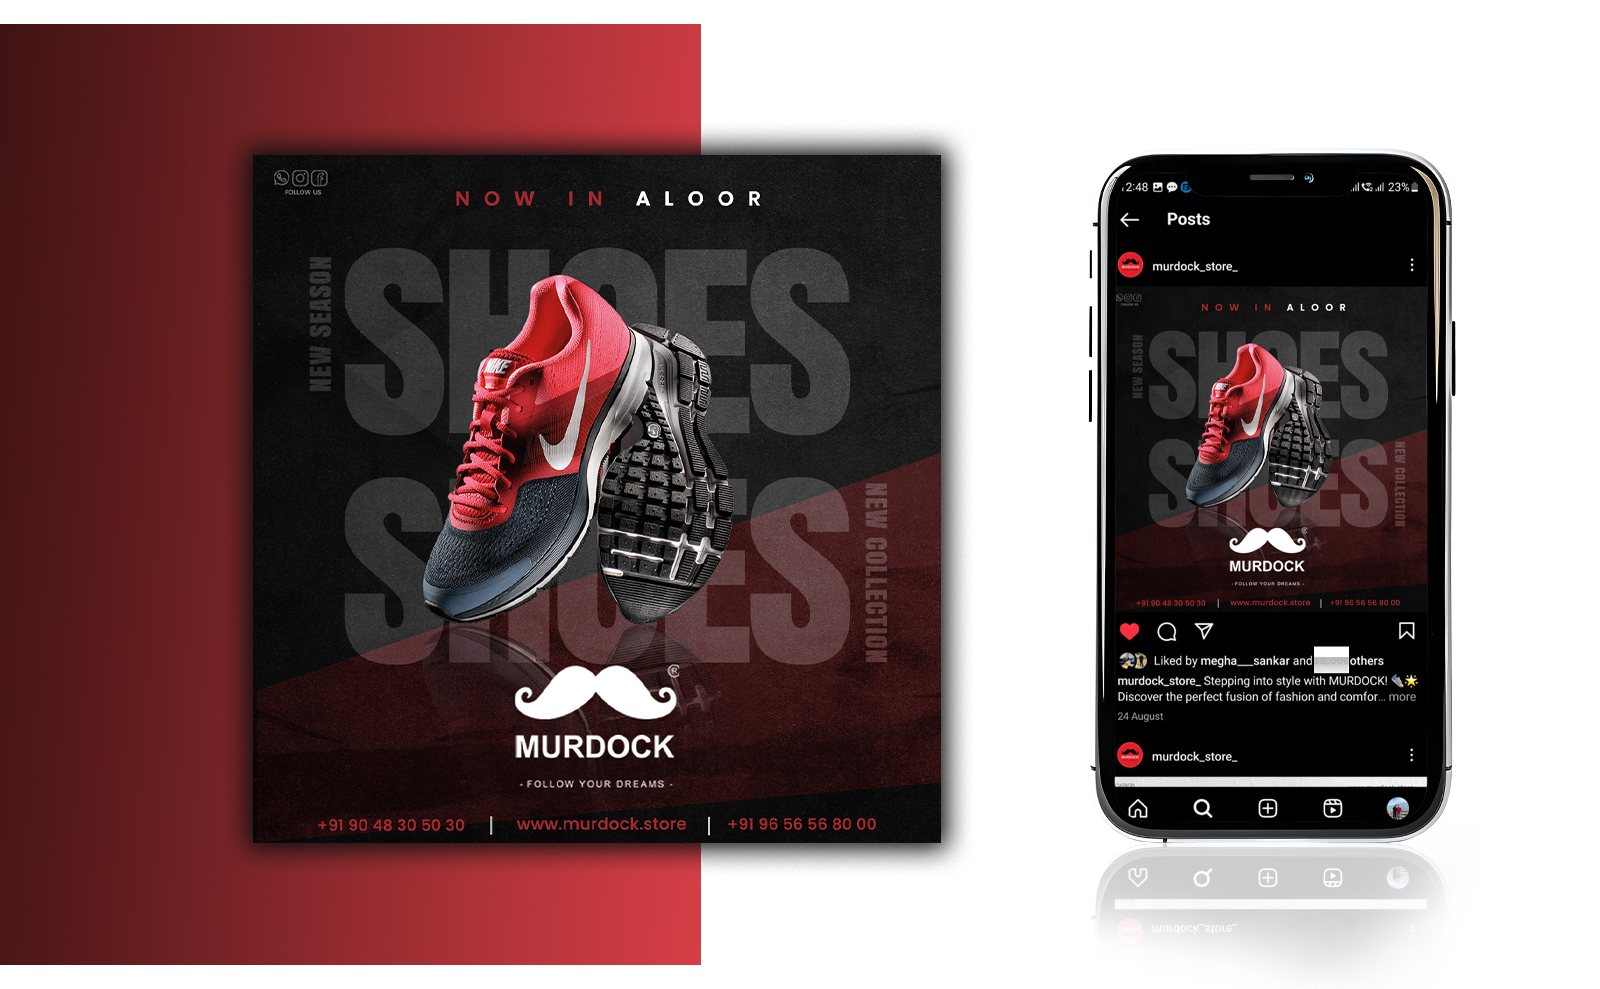 FOLLOW US
NOW IN ALOOR
NEW SEASON
SHOES
NIKE
SHOES
NEW COLLECTION
®
MURDOCK
- FOLLOW YOUR DREAMS -
+91 90 48 30 50 30 | www.murdock.store | +91 96 56 56 80 00
2:48 23%
Posts
murdock_store_
FOLLOW US
NOW IN ALOOR
NEW SEASON
SHOES
NIKE
SHOES
NEW COLLECTION
®
MURDOCK
- FOLLOW YOUR DREAMS -
+91 90 48 30 50 30 | www.murdock.store | +91 96 56 56 80 00
Liked by megha___sankar and others
murdock_store_ Stepping into style with MURDOCK!
Discover the perfect fusion of fashion and comfor... more
24 August
murdock_store_